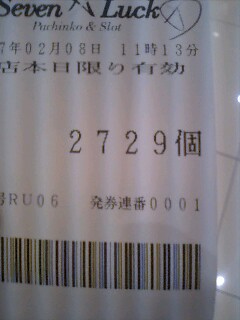 Seven Luck
Pachinko & Slot
7年02月08日 11時13分
店本日限り有効
2729個
RU06 発券連番0001